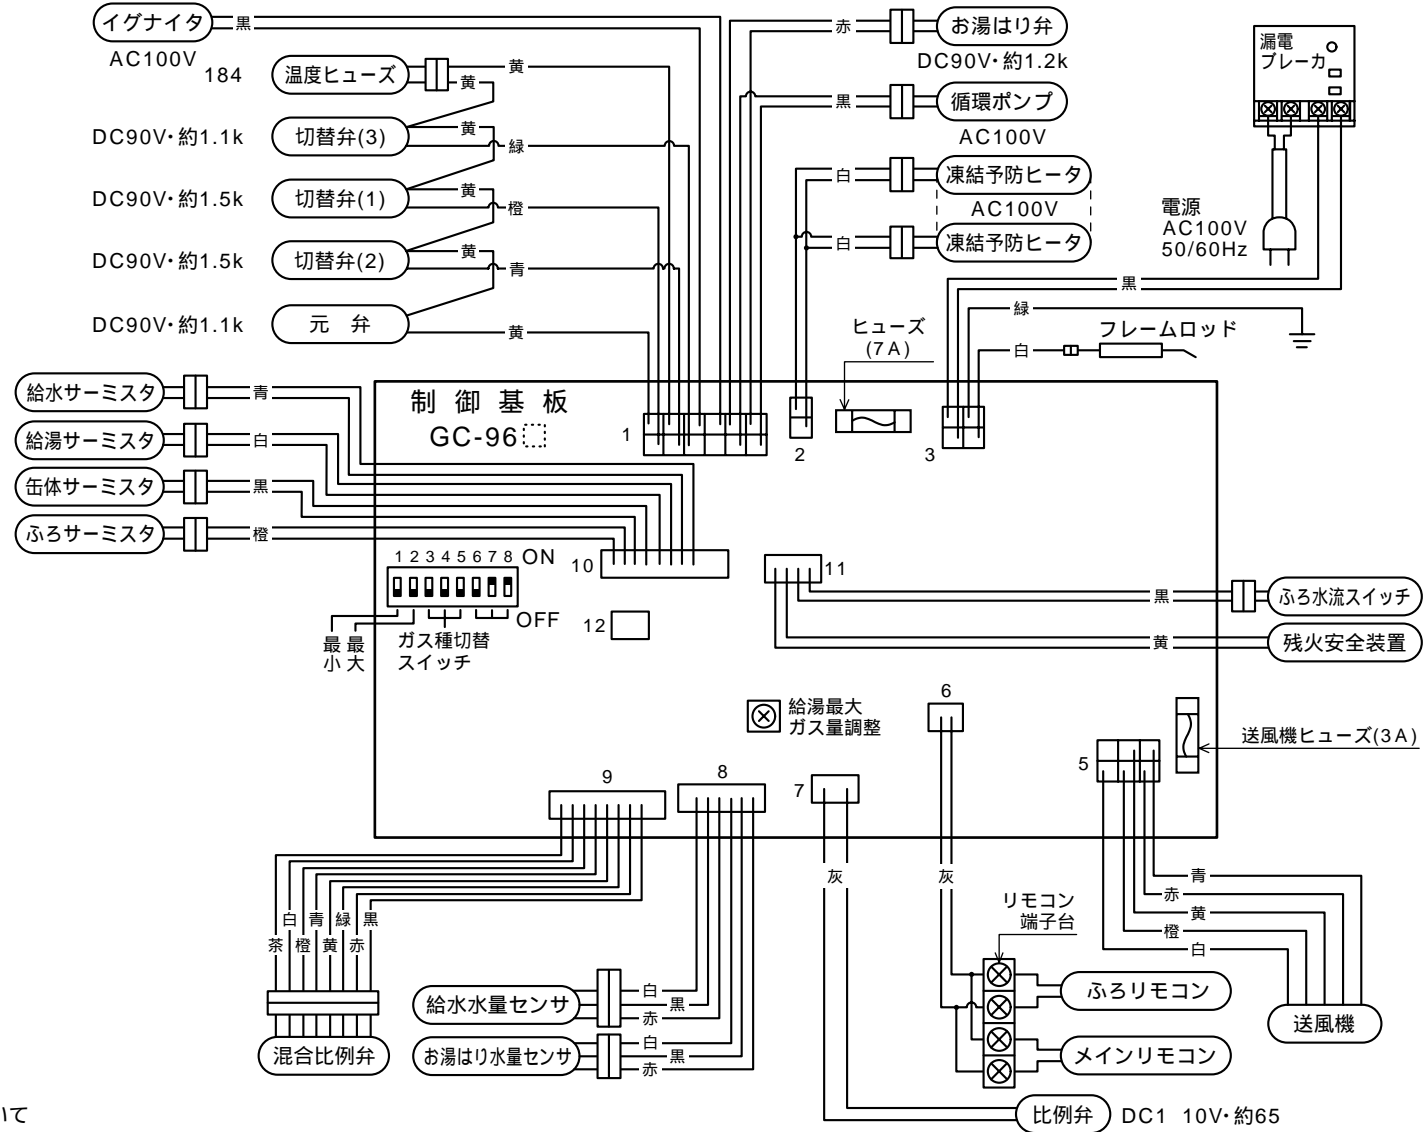 イグナイタ
黒
AC100V
184
温度ヒューズ
黄
黄
DC90V・約1.1k
切替弁(3)
黄
緑
DC90V・約1.5k
切替弁(1)
黄
橙
DC90V・約1.5k
切替弁(2)
黄
青
DC90V・約1.1k
元 弁
黄
赤
お湯はり弁
DC90V・約1.2k
黒
循環ポンプ
AC100V
白
凍結予防ヒータ
AC100V
白
凍結予防ヒータ
漏電
ブレーカ
電源
AC100V
50/60Hz
黒
緑
白
フレームロッド
ヒューズ
(7A)
給水サーミスタ
青
給湯サーミスタ
白
缶体サーミスタ
黒
ふろサーミスタ
橙
制御基板
GC-96
1
2
3
1 2 3 4 5 6 7 8 ON
OFF
最小
最大
ガス種切替
スイッチ
10
12
11
黒
ふろ水流スイッチ
黄
残火安全装置
給湯最大
ガス量調整
6
5
送風機ヒューズ(3A)
9
8
7
茶
白
橙
青
黄
緑
赤
黒
混合比例弁
給水水量センサ
白
黒
赤
お湯はり水量センサ
白
黒
赤
灰
灰
リモコン
端子台
ふろリモコン
メインリモコン
青
赤
黄
橙
白
送風機
比例弁
DC1 10V・約65
いて